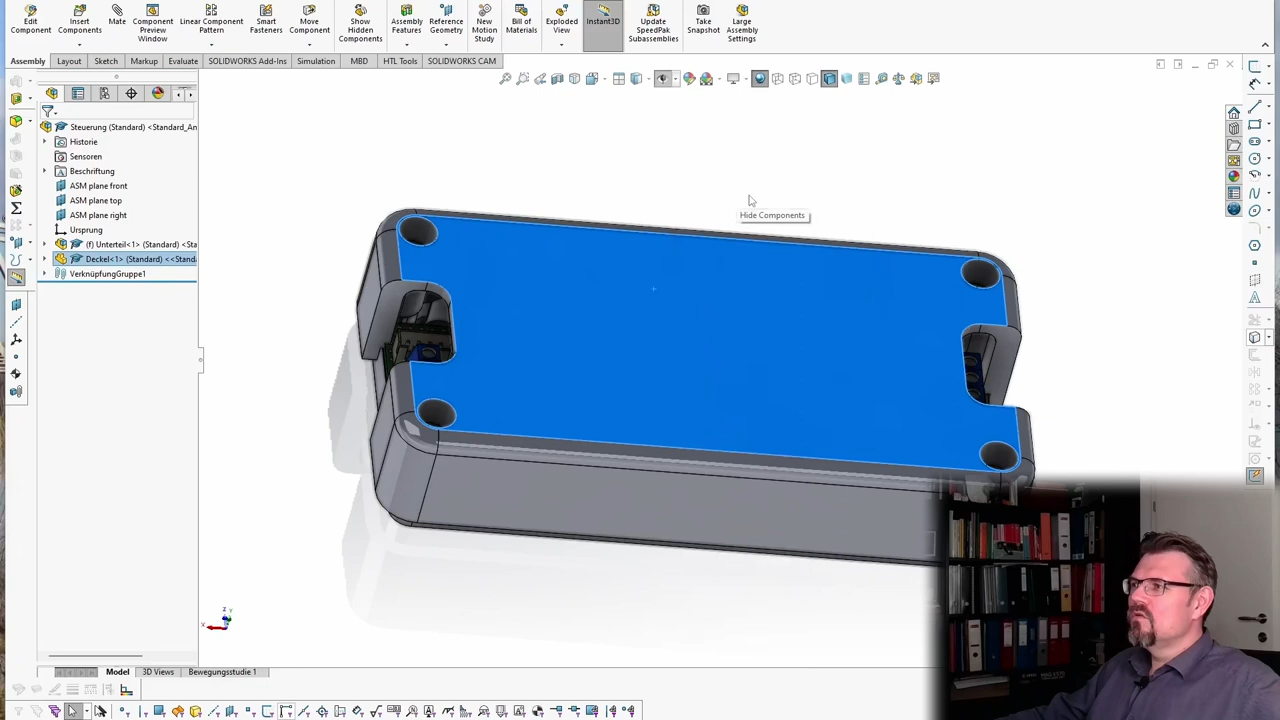 Edit Component
Insert Components
Mate
Component Preview Window
Linear Component Pattern
Smart Fasteners
Move Component
Show Hidden Components
Assembly Features
Reference Geometry
New Motion Study
Bill of Materials
Exploded View
Instant3D
Update SpeedPak Subassemblies
Take Snapshot
Large Assembly Settings
Assembly
Layout
Sketch
Markup
Evaluate
SOLIDWORKS Add-Ins
Simulation
MBD
HTL Tools
SOLIDWORKS CAM
Steuerung (Standard) <Standard_An
Historie
Sensoren
Beschriftung
ASM plane front
ASM plane top
ASM plane right
Ursprung
(f) Unterteil<1> (Standard) <Sta
Deckel<1> (Standard) <<Stand
VerknüpfungGruppe1
Hide Components
Z
Y
X
Model
3D Views
Bewegungsstudie 1